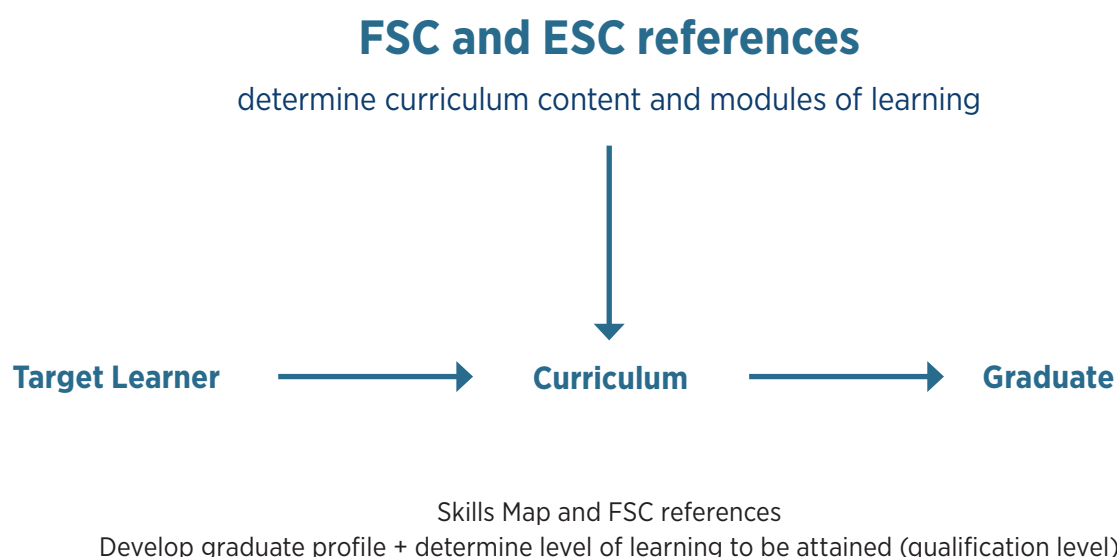 FSC and ESC references
determine curriculum content and modules of learning
Target Learner
Curriculum
Graduate
Skills Map and FSC references
Develop graduate profile + determine level of learning to be attained (qualification level)